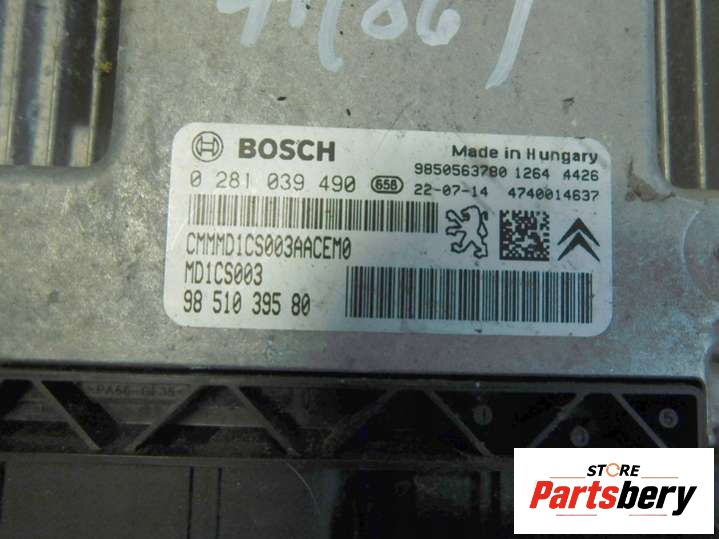 BOSCH
Made in Hungary
9850563780 1264 4426
0 281 039 490 658
22-07-14 4740014637
CMMMD1CS003AACEM0
MD1CS003
98 510 395 80
STORE
Partsbery